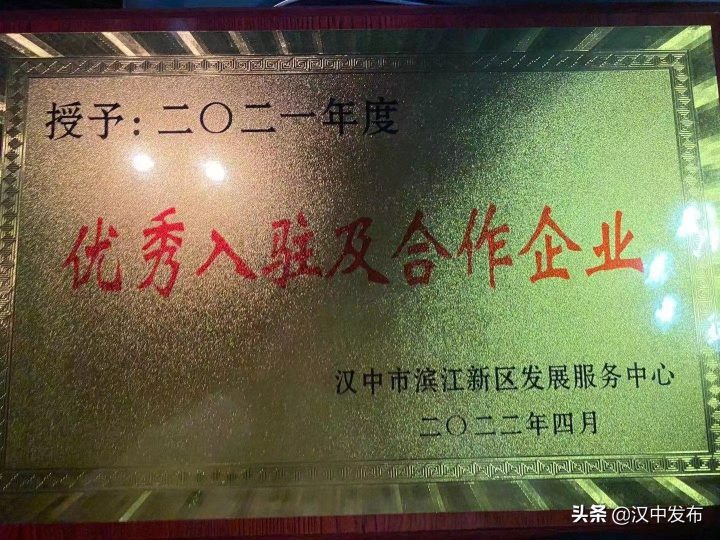 授予：二〇二一年度
优秀入驻及合作企业
汉中市滨江新区发展服务中心
二〇二二年四月
头条 @汉中发布